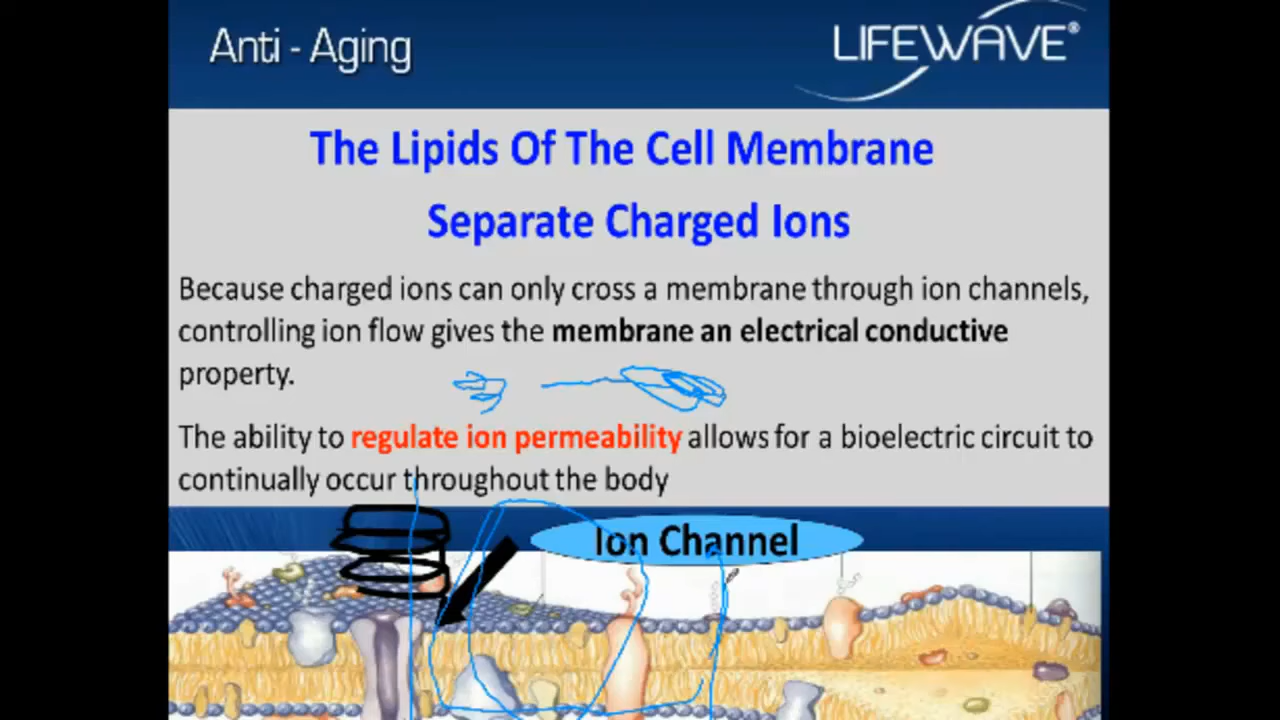 Anti - Aging
LIFEWAVE®
The Lipids Of The Cell Membrane
Separate Charged Ions
Because charged ions can only cross a membrane through ion channels,
controlling ion flow gives the membrane an electrical conductive
property.
The ability to regulate ion permeability allows for a bioelectric circuit to
continually occur throughout the body
Ion Channel